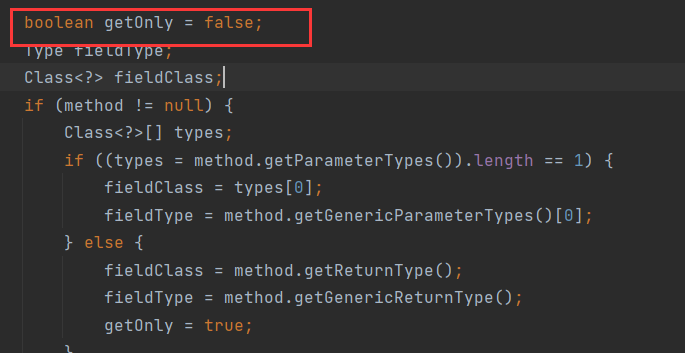 boolean getOnly = false;
Type fieldType;
Class<?> fieldClass;
if (method != null) {
Class<?>[] types;
if ((types = method.getParameterTypes()).length == 1) {
fieldClass = types[0];
fieldType = method.getGenericParameterTypes()[0];
} else {
fieldClass = method.getReturnType();
fieldType = method.getGenericReturnType();
getOnly = true;
}